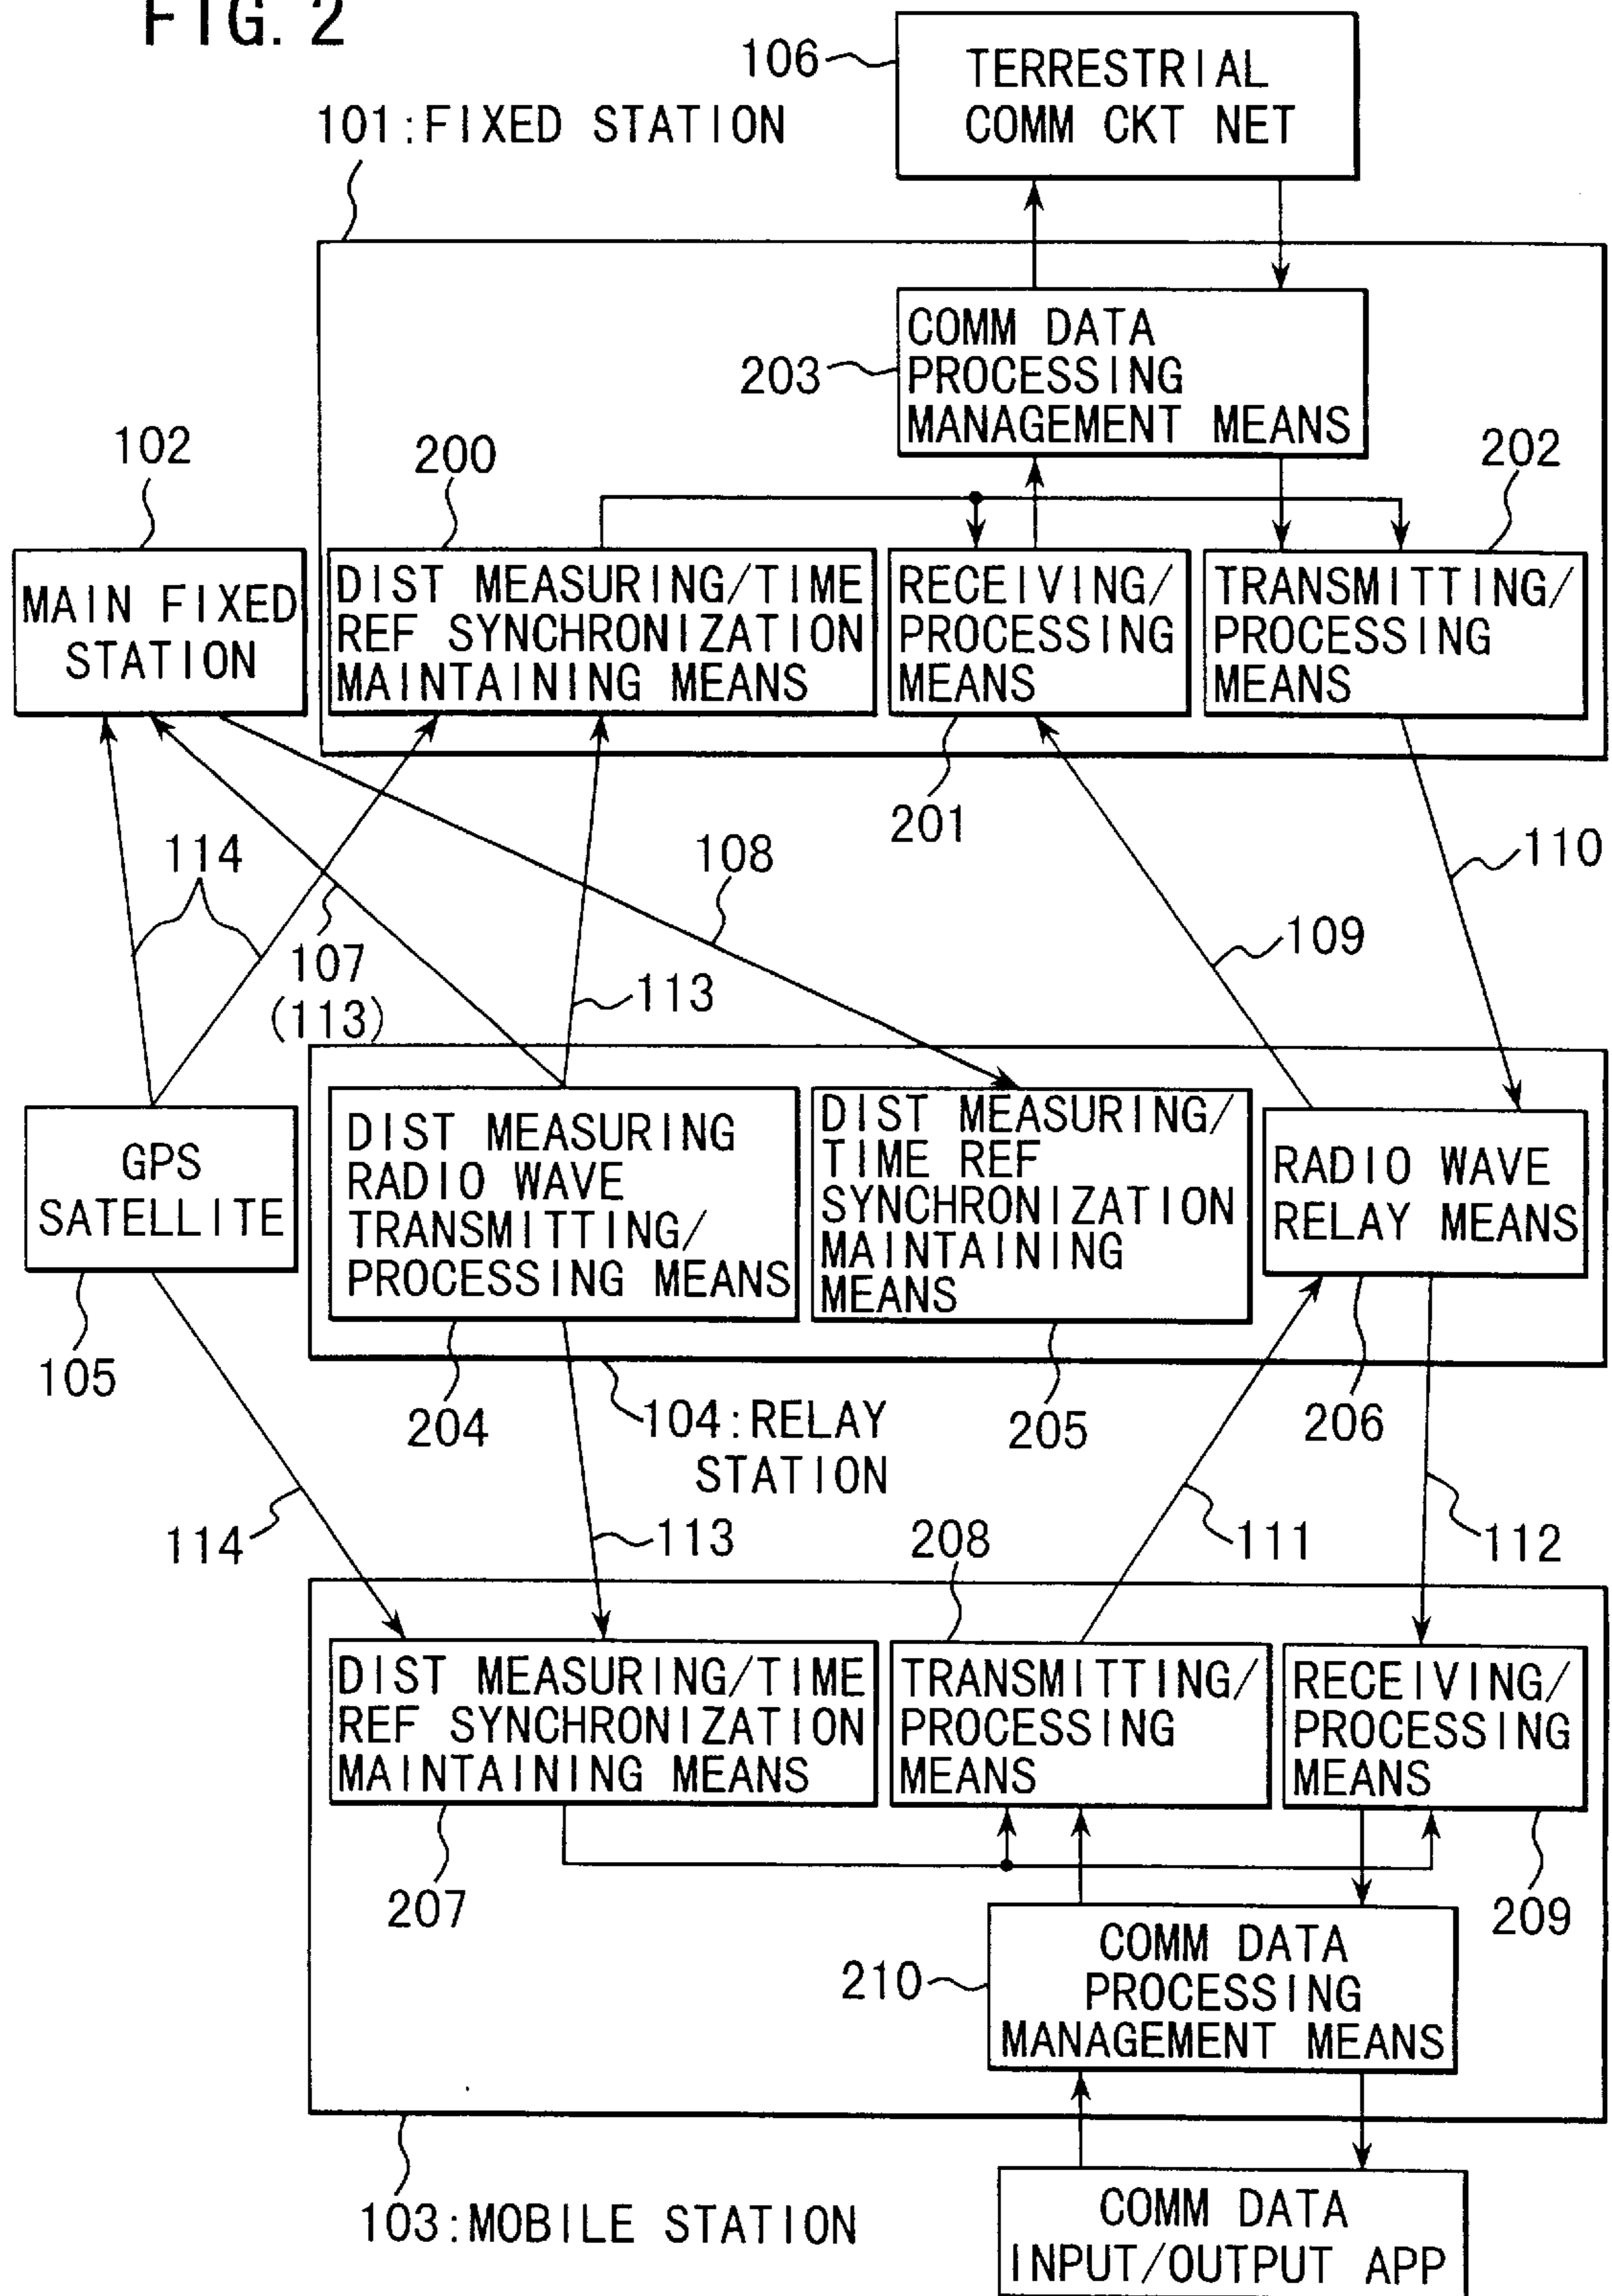 FIG. 2
106
TERRESTRIAL
COMM CKT NET
101:FIXED STATION
203
COMM DATA
PROCESSING
MANAGEMENT MEANS
102
200
202
MAIN FIXED
STATION
DIST MEASURING/TIME
REF SYNCHRONIZATION
MAINTAINING MEANS
RECEIVING/
PROCESSING
MEANS
TRANSMITTING/
PROCESSING
MEANS
201
114
108
110
107
(113)
113
109
GPS
SATELLITE
DIST MEASURING
RADIO WAVE
TRANSMITTING/
PROCESSING MEANS
DIST MEASURING/
TIME REF
SYNCHRONIZATION
MAINTAINING
MEANS
RADIO WAVE
RELAY MEANS
105
204
104:RELAY
STATION
205
206
114
113
208
111
112
DIST MEASURING/TIME
REF SYNCHRONIZATION
MAINTAINING MEANS
TRANSMITTING/
PROCESSING
MEANS
RECEIVING/
PROCESSING
MEANS
207
209
210
COMM DATA
PROCESSING
MANAGEMENT MEANS
103:MOBILE STATION
COMM DATA
INPUT/OUTPUT APP